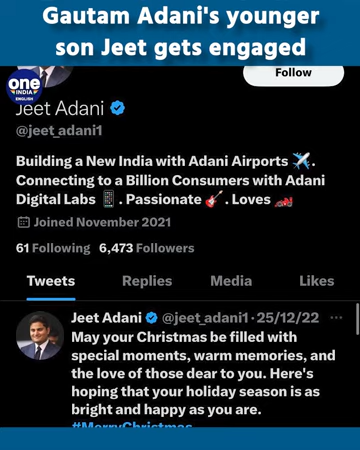 Gautam Adani's younger
son Jeet gets engaged
one
INDIA
ENGLISH
Follow
Jeet Adani
@jeet_adani1
Building a New India with Adani Airports ✈️.
Connecting to a Billion Consumers with Adani
Digital Labs 📱. Passionate 🎸. Loves 🏎️
Joined November 2021
61 Following 6,473 Followers
Tweets Replies Media Likes
Jeet Adani @jeet_adani1·25/12/22 ···
May your Christmas be filled with
special moments, warm memories, and
the love of those dear to you. Here's
hoping that your holiday season is as
bright and happy as you are.
#MerryChristmas